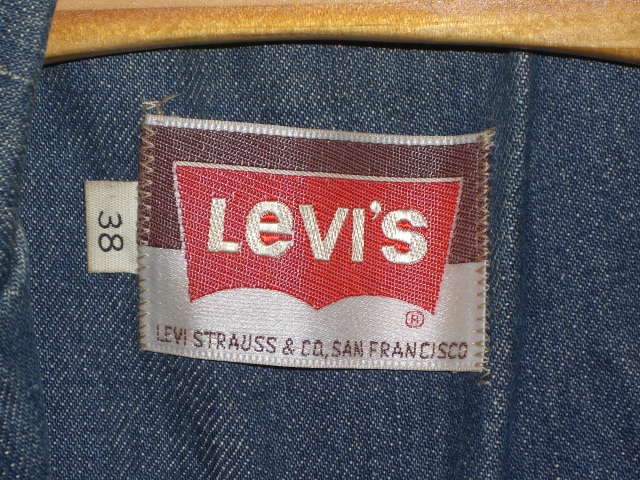 38
LeVI'S
®
LEVI STRAUSS & CO. SAN FRANCISCO